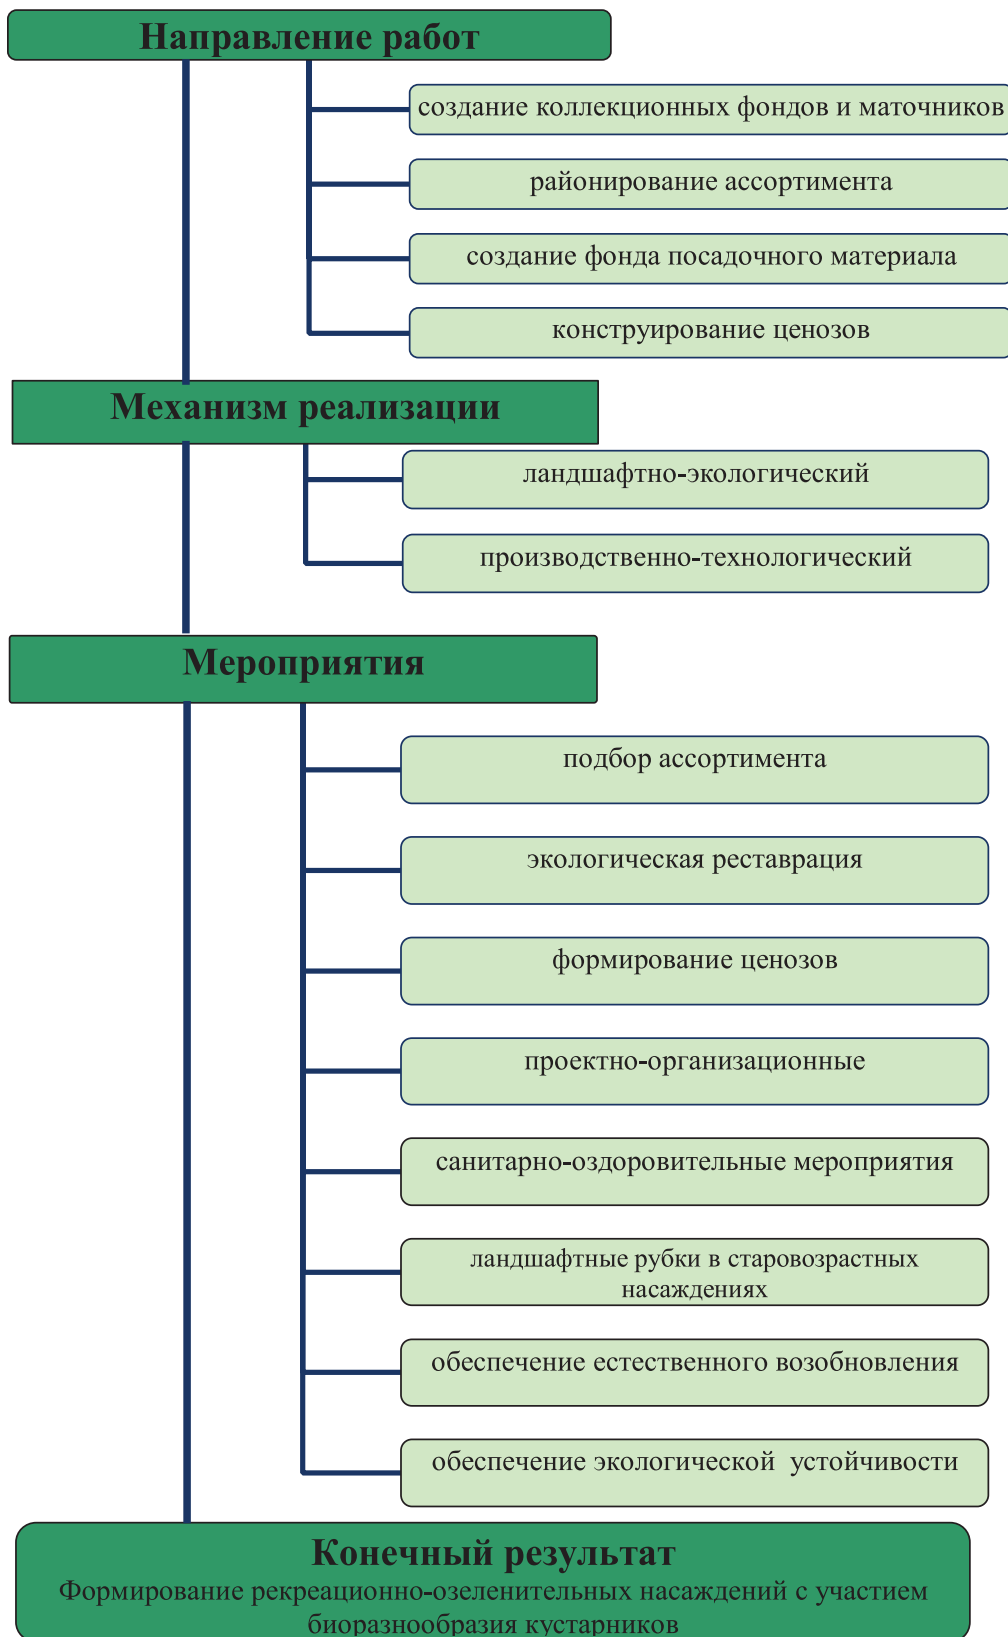 Направление работ
создание коллекционных фондов и маточников
районирование ассортимента
создание фонда посадочного материала
конструирование ценозов
Механизм реализации
ландшафтно-экологический
производственно-технологический
Мероприятия
подбор ассортимента
экологическая реставрация
формирование ценозов
проектно-организационные
санитарно-оздоровительные мероприятия
ландшафтные рубки в старовозрастных
насаждениях
обеспечение естественного возобновления
обеспечение экологической устойчивости
Конечный результат
Формирование рекреационно-озеленительных насаждений с участием
биоразнообразия кустарников